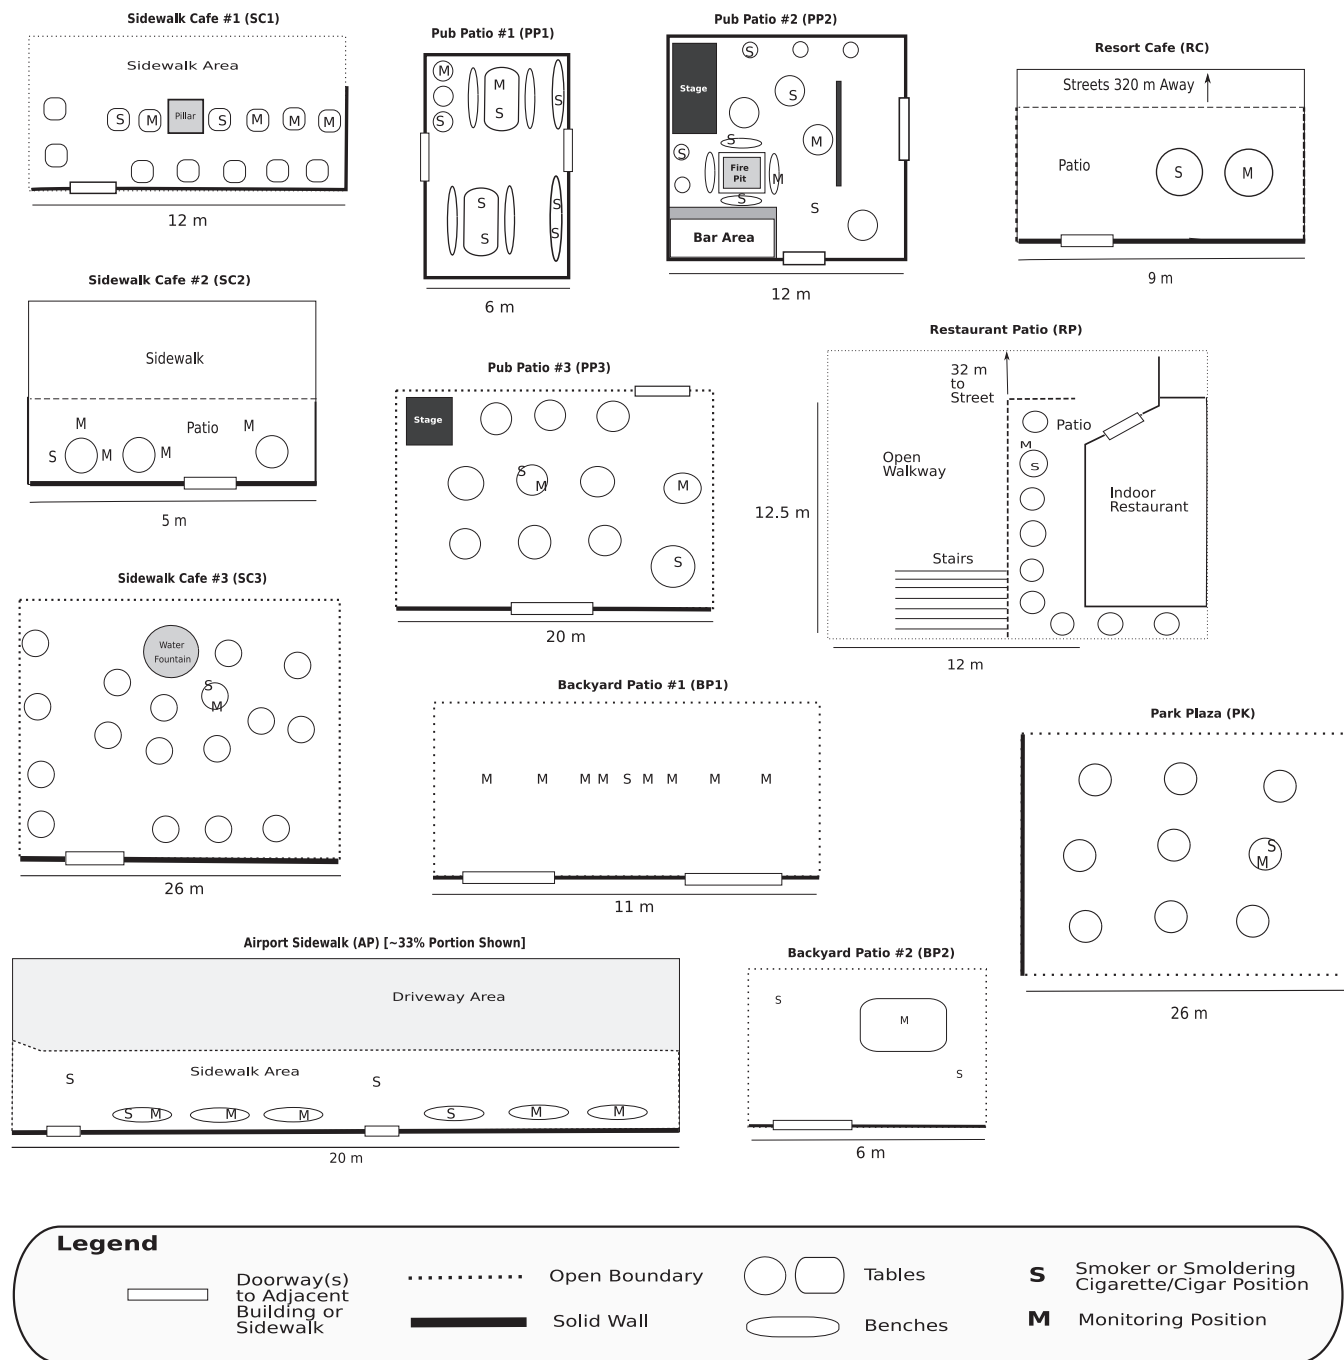 Sidewalk Cafe #1 (SC1)
Sidewalk Area
S M Pillar S M M M
12 m
Pub Patio #1 (PP1)
M
S
M
S
S
S
S
S
S
6 m
Pub Patio #2 (PP2)
Stage
S
S
M
S
S
Fire
Pit
M
S
S
Bar Area
12 m
Resort Cafe (RC)
Streets 320 m Away
Patio
S M
9 m
Sidewalk Cafe #2 (SC2)
Sidewalk
Patio
M M
S M M
5 m
Pub Patio #3 (PP3)
Stage
S
M
M
S
20 m
Restaurant Patio (RP)
32 m
to
Street
Patio
M
S
Open
Walkway
Indoor
Restaurant
12.5 m
Stairs
12 m
Sidewalk Cafe #3 (SC3)
Water
Fountain
S
M
26 m
Backyard Patio #1 (BP1)
M M M M S M M M M
11 m
Park Plaza (PK)
S
M
26 m
Airport Sidewalk (AP) [~33% Portion Shown]
Driveway Area
Sidewalk Area
S S
S M M M S M M
20 m
Backyard Patio #2 (BP2)
S
M
S
6 m
Legend
Doorway(s)
to Adjacent
Building or
Sidewalk
Open Boundary
Solid Wall
Tables
Benches
S Smoker or Smoldering
Cigarette/Cigar Position
M Monitoring Position